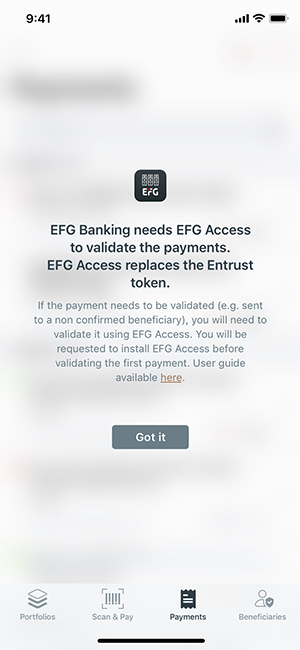 9:41
EFG
EFG Banking needs EFG Access
to validate the payments.
EFG Access replaces the Entrust
token.
If the payment needs to be validated (e.g. sent
to a non confirmed beneficiary), you will need to
validate it using EFG Access. You will be
requested to install EFG Access before
validating the first payment. User guide
available here.
Got it
Portfolios
Scan & Pay
Payments
Beneficiaries